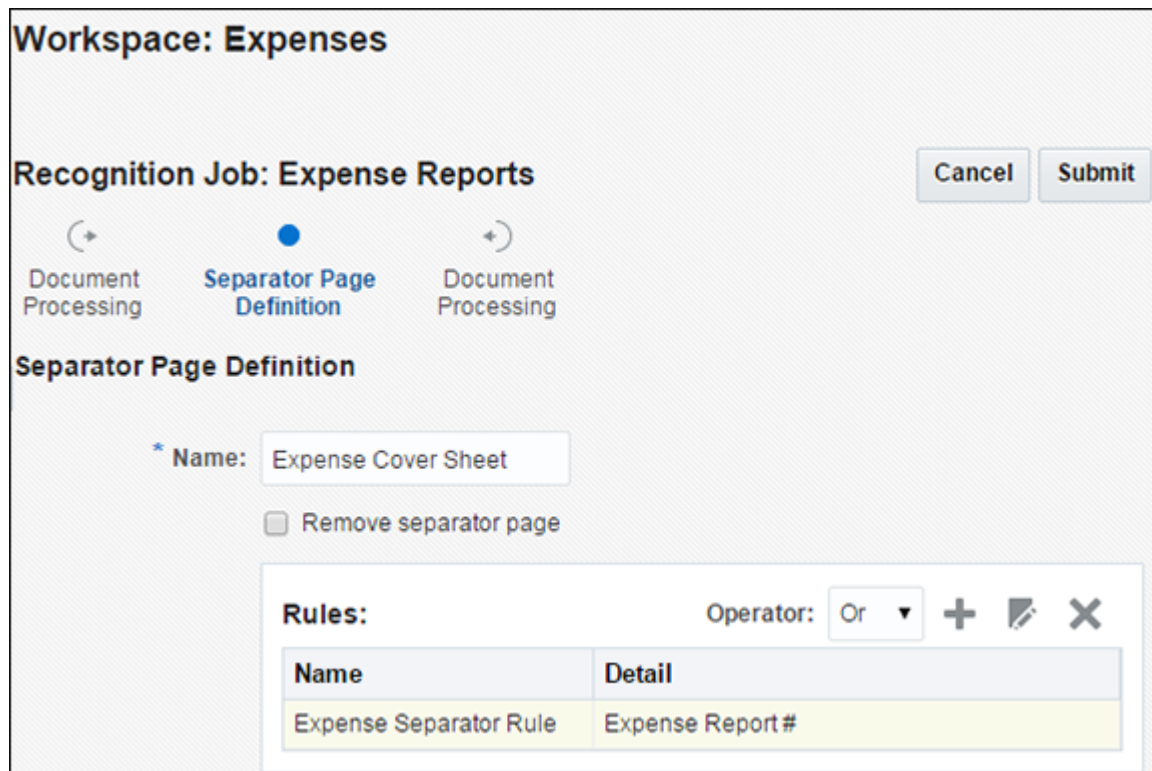 Workspace: Expenses
Recognition Job: Expense Reports
Cancel
Submit
Document
Processing
Separator Page
Definition
Document
Processing
Separator Page Definition
* Name: Expense Cover Sheet
Remove separator page
Rules: Operator: Or
Name Detail
Expense Separator Rule Expense Report #